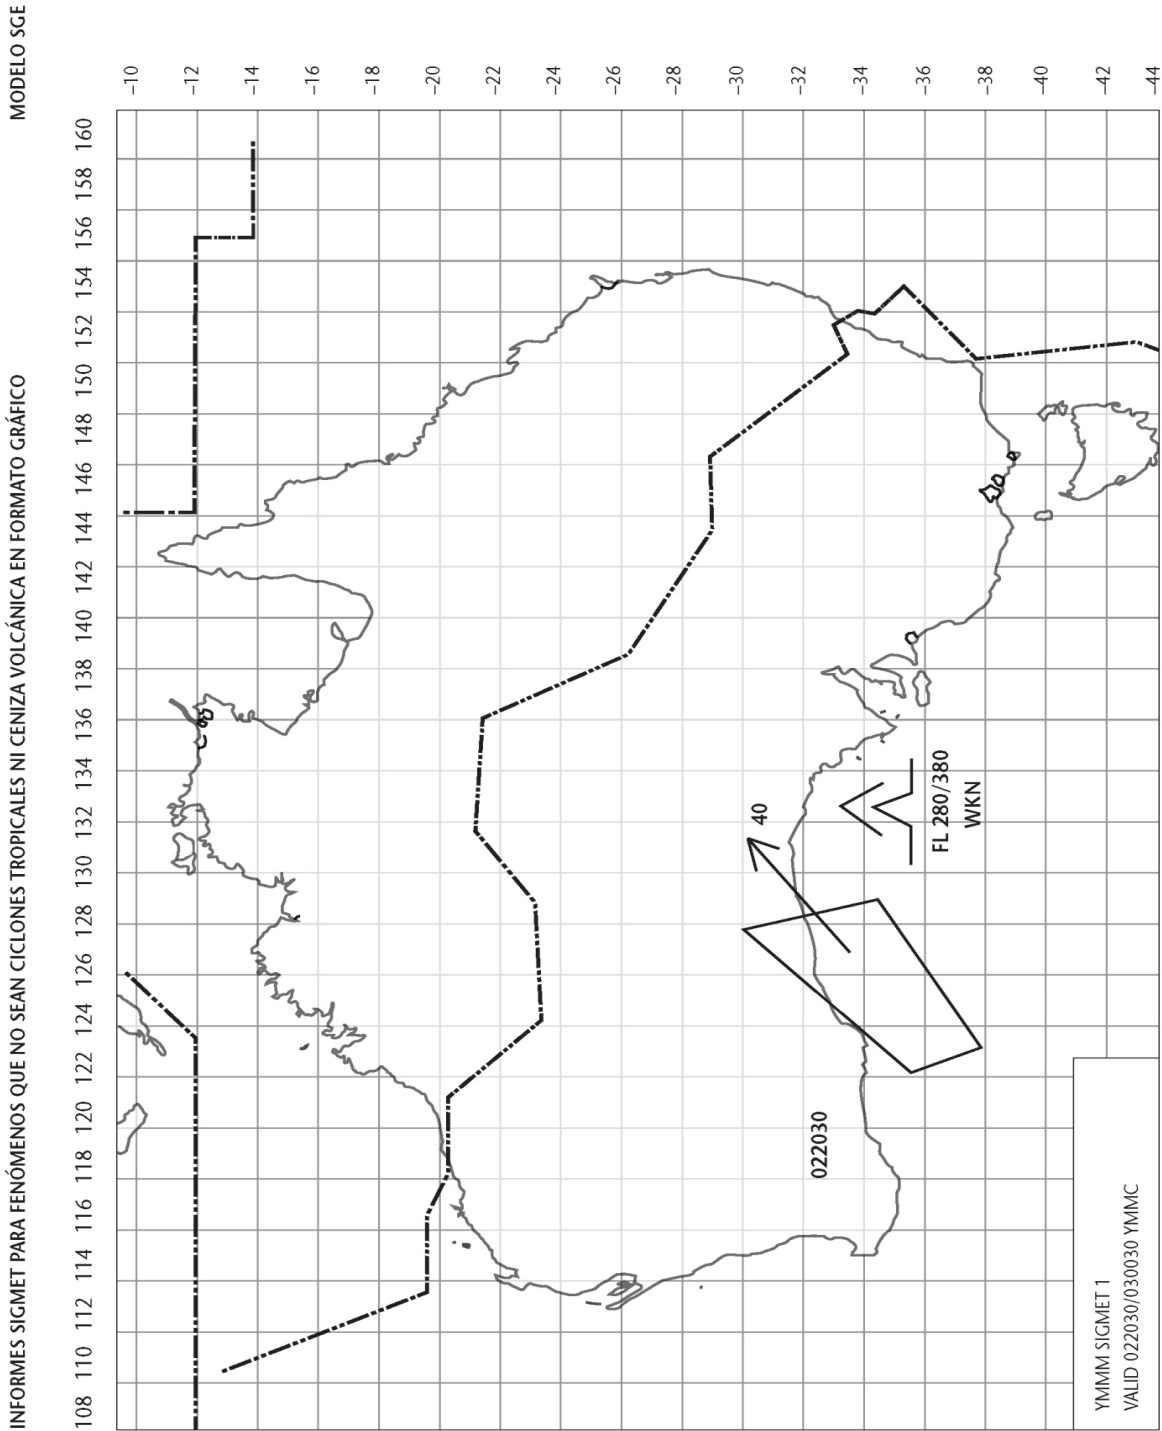 INFORMES SIGMET PARA FENÓMENOS QUE NO SEAN CICLONES TROPICALES NI CENIZA VOLCÁNICA EN FORMATO GRÁFICO
MODELO SGE
108 110 112 114 116 118 120 122 124 126 128 130 132 134 136 138 140 142 144 146 148 150 152 154 156 158 160
–10
–12
–14
–16
–18
–20
–22
–24
–26
–28
–30
–32
–34
–36
–38
–40
–42
–44
40
FL 280/380
WKN
022030
YMMM SIGMET 1
VALID 022030/030030 YMMC